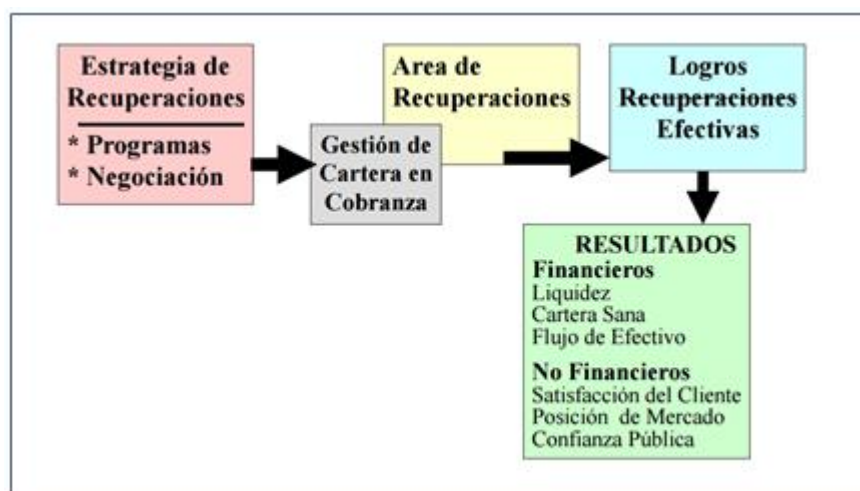 Estrategia de
Recuperaciones
* Programas
* Negociación
Area de
Recuperaciones
Gestión de
Cartera en
Cobranza
Logros
Recuperaciones
Efectivas
RESULTADOS
Financieros
Liquidez
Cartera Sana
Flujo de Efectivo
No Financieros
Satisfacción del Cliente
Posición de Mercado
Confianza Pública